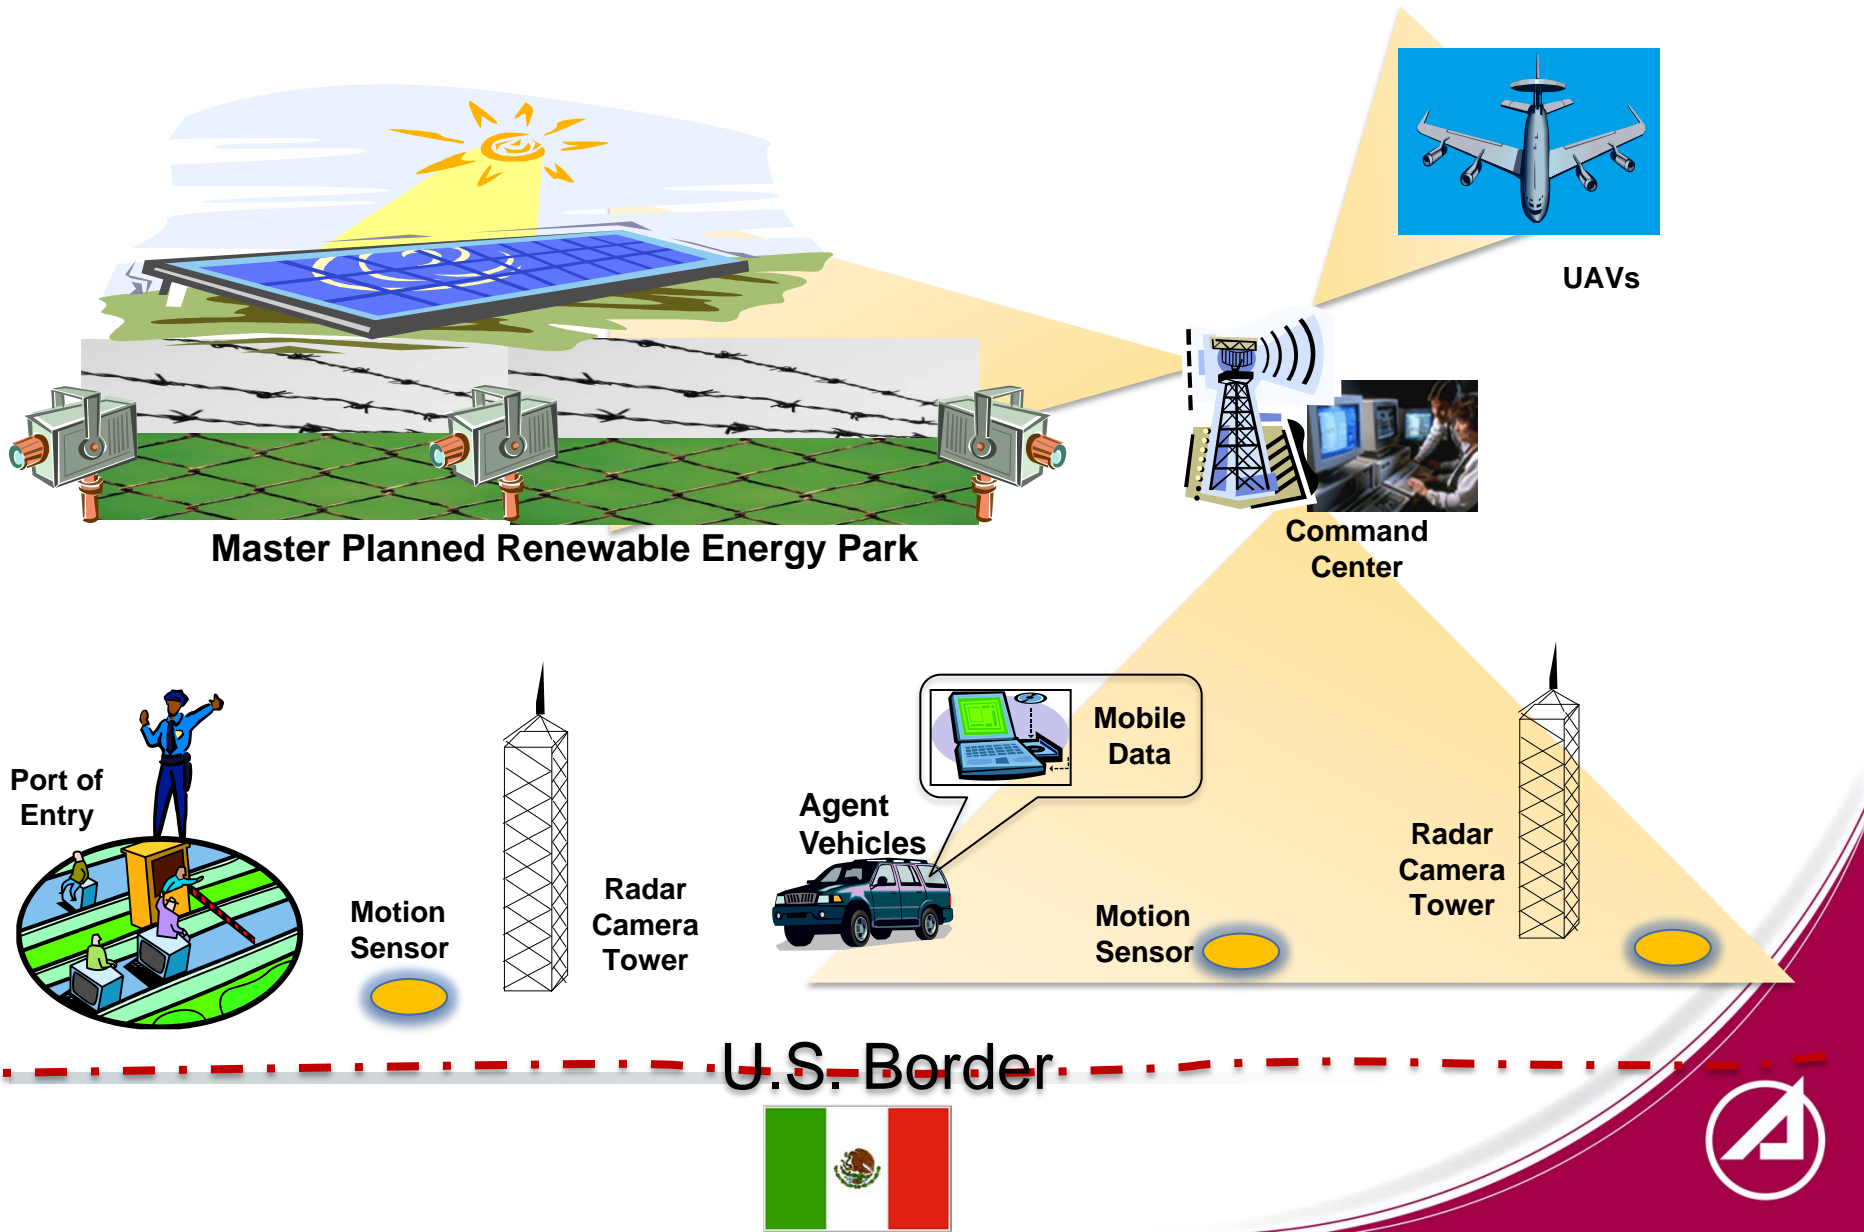 UAVs
Command
Center
Master Planned Renewable Energy Park
Port of
Entry
Motion
Sensor
Radar
Camera
Tower
Agent
Vehicles
Mobile
Data
Motion
Sensor
Radar
Camera
Tower
U.S. Border